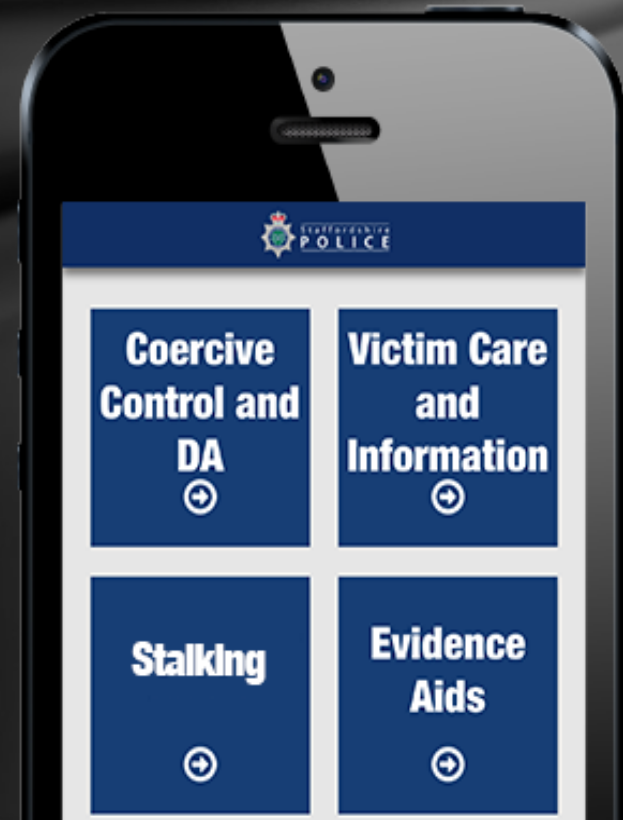 Staffordshire
POLICE
Coercive
Control and
DA
Victim Care
and
Information
Stalking
Evidence
Aids